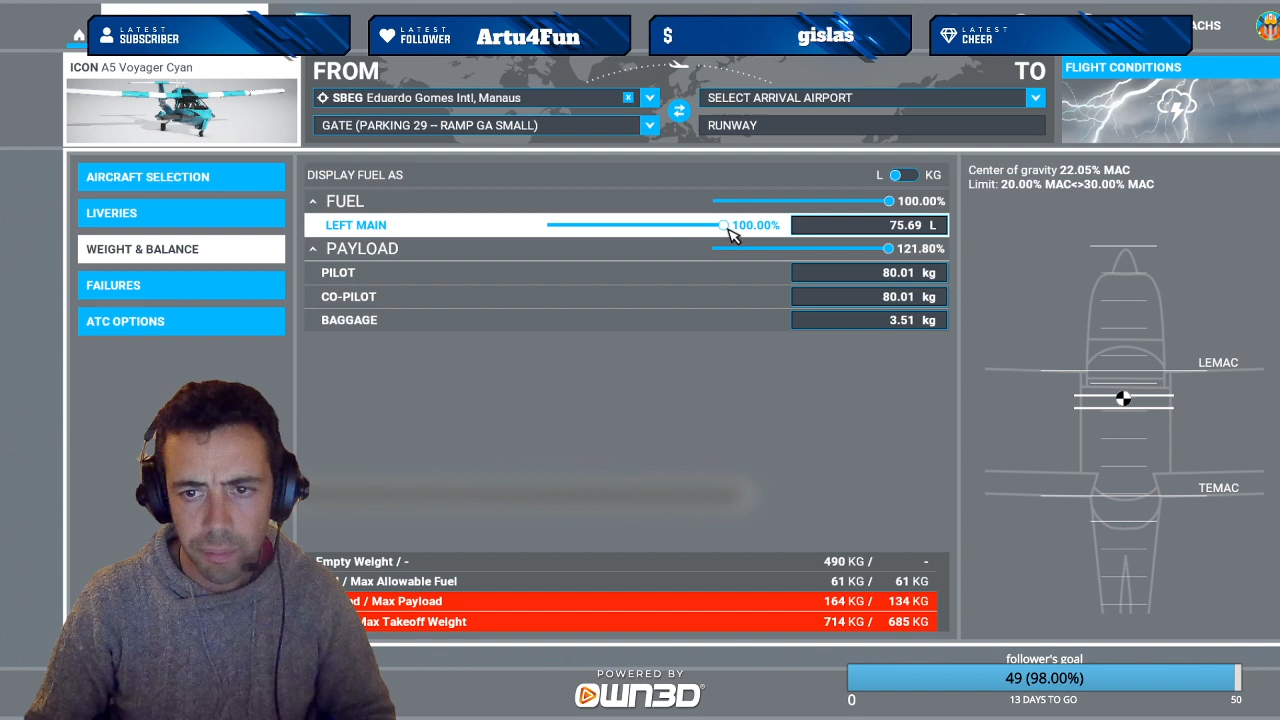 LATEST
SUBSCRIBER
LATEST
FOLLOWER
Artu4Fun
$
gislas
LATEST
CHEER
ACHS
ICON A5 Voyager Cyan
FROM
TO
FLIGHT CONDITIONS
SBEG Eduardo Gomes Intl, Manaus
x
SELECT ARRIVAL AIRPORT
GATE (PARKING 29 – RAMP GA SMALL)
RUNWAY
AIRCRAFT SELECTION
LIVERIES
WEIGHT & BALANCE
FAILURES
ATC OPTIONS
DISPLAY FUEL AS
L
KG
FUEL
100.00%
LEFT MAIN
100.00%
75.69 L
PAYLOAD
121.80%
PILOT
80.01 kg
CO-PILOT
80.01 kg
BAGGAGE
3.51 kg
Center of gravity 22.05% MAC
Limit: 20.00% MAC<>30.00% MAC
LEMAC
TEMAC
Empty Weight / -
490 KG / -
/ Max Allowable Fuel
61 KG / 61 KG
/ Max Payload
164 KG / 134 KG
Max Takeoff Weight
714 KG / 685 KG
POWERED BY
OWN3D
follower's goal
49 (98.00%)
0
13 DAYS TO GO
50